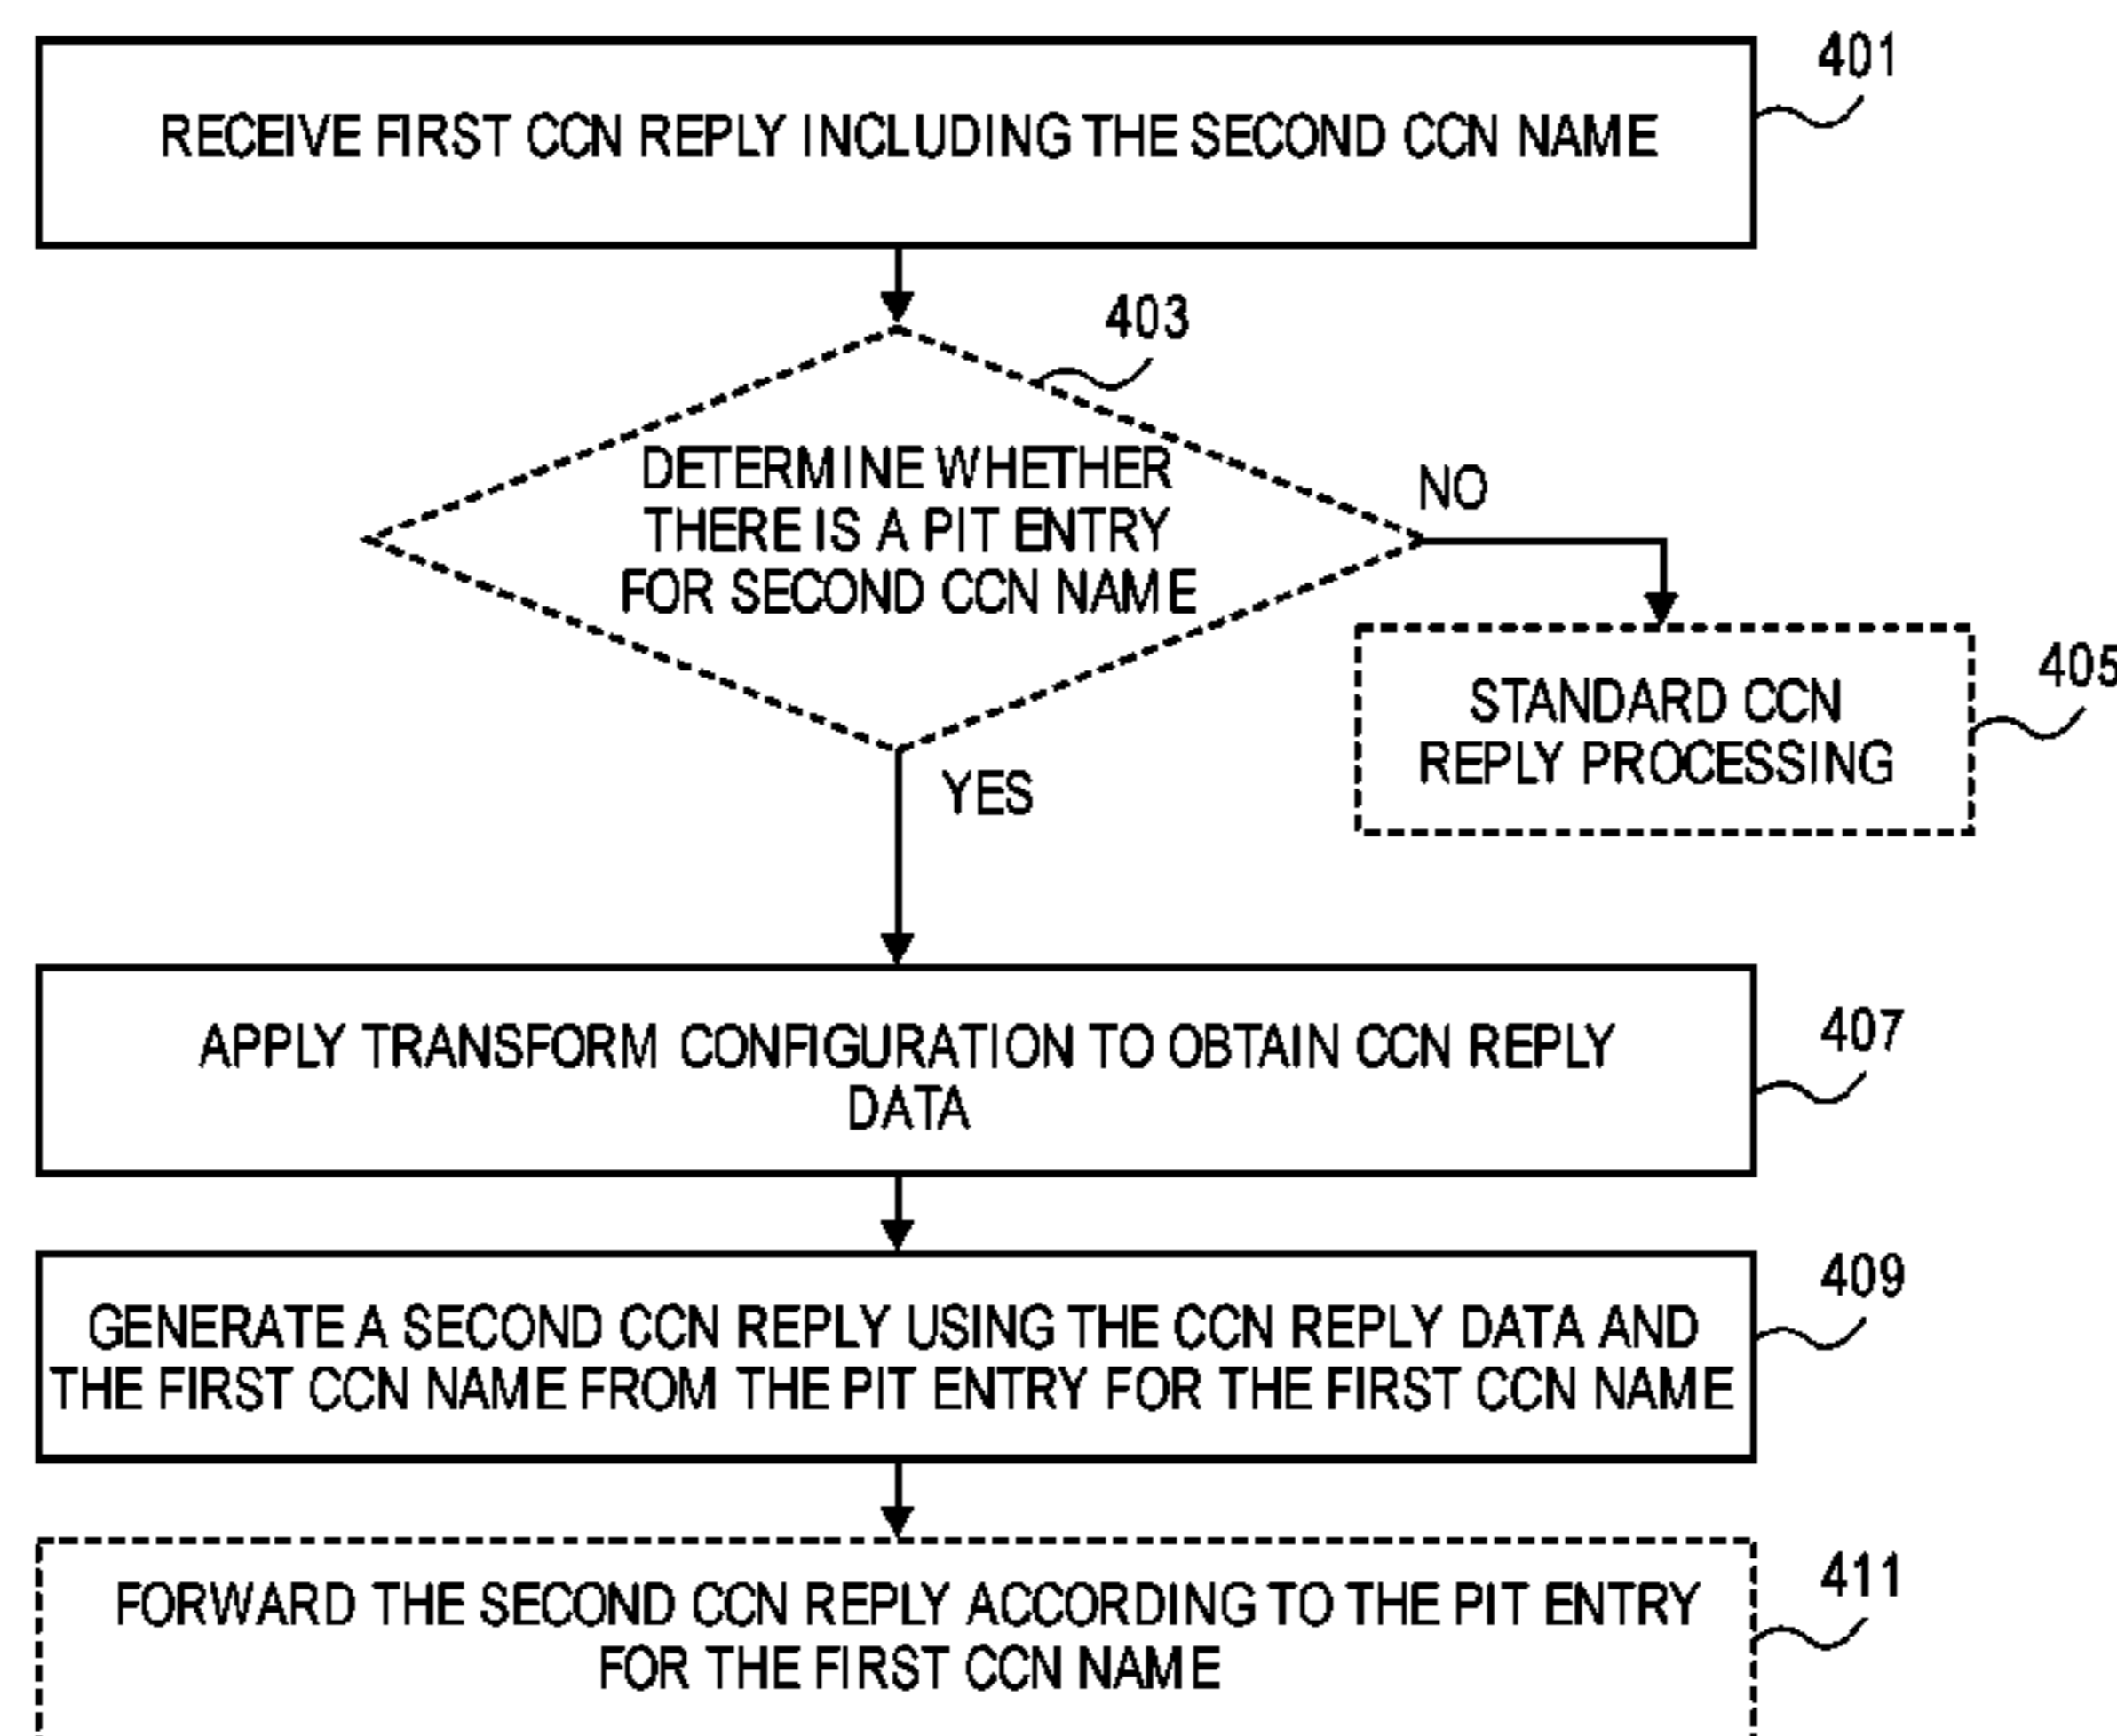 401
RECEIVE FIRST CCN REPLY INCLUDING THE SECOND CCN NAME
403
DETERMINE WHETHER
THERE IS A PIT ENTRY
FOR SECOND CCN NAME
NO
405
STANDARD CCN
REPLY PROCESSING
YES
407
APPLY TRANSFORM CONFIGURATION TO OBTAIN CCN REPLY
DATA
409
GENERATE A SECOND CCN REPLY USING THE CCN REPLY DATA AND
THE FIRST CCN NAME FROM THE PIT ENTRY FOR THE FIRST CCN NAME
411
FORWARD THE SECOND CCN REPLY ACCORDING TO THE PIT ENTRY
FOR THE FIRST CCN NAME